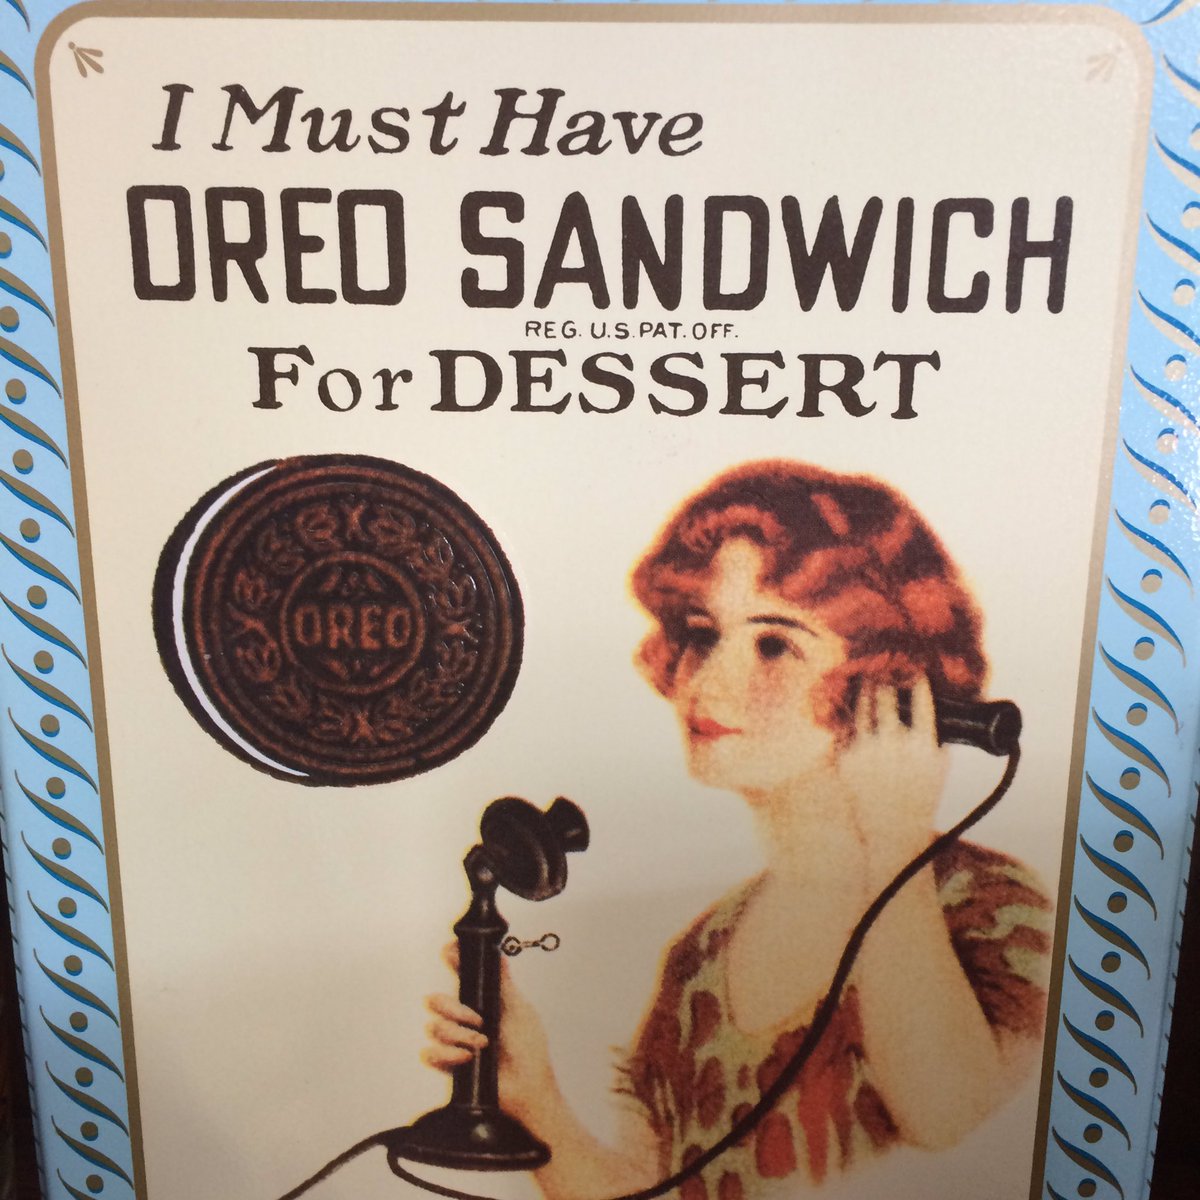 I Must Have
OREO SANDWICH
REG. U.S. PAT. OFF.
For DESSERT
OREO